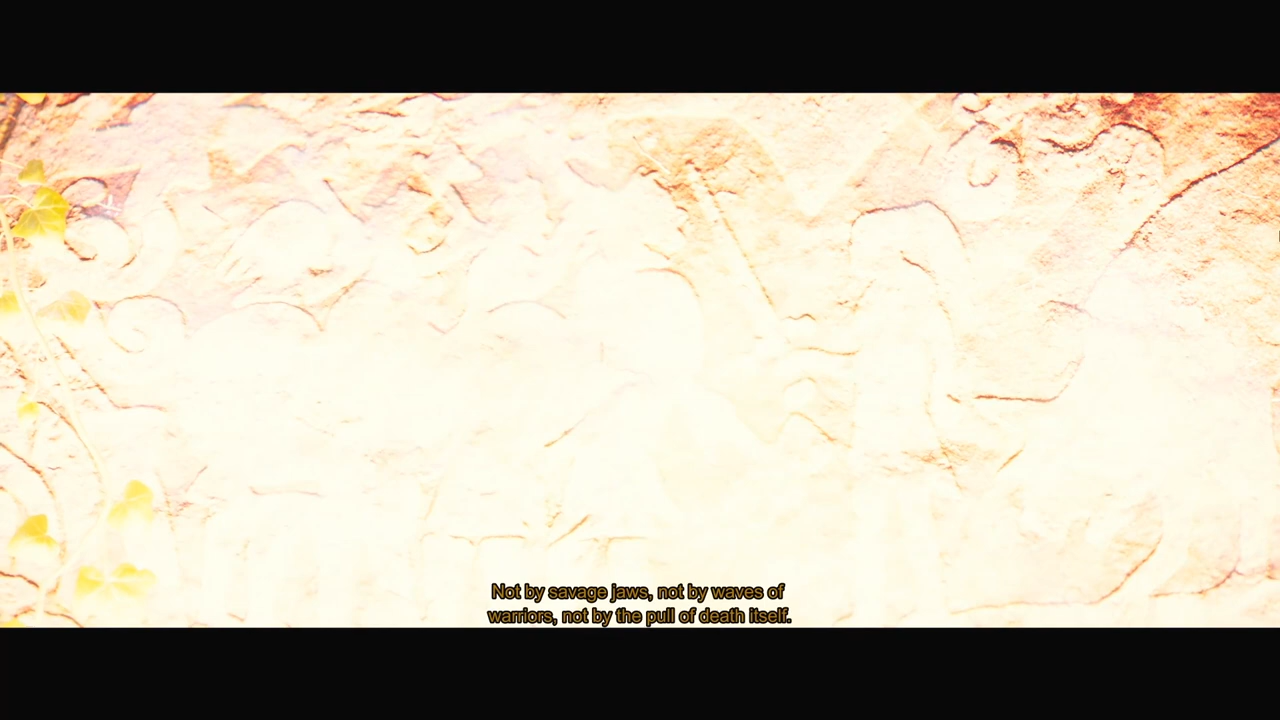 Not by savage jaws, not by waves of
warriors, not by the pull of death itself.